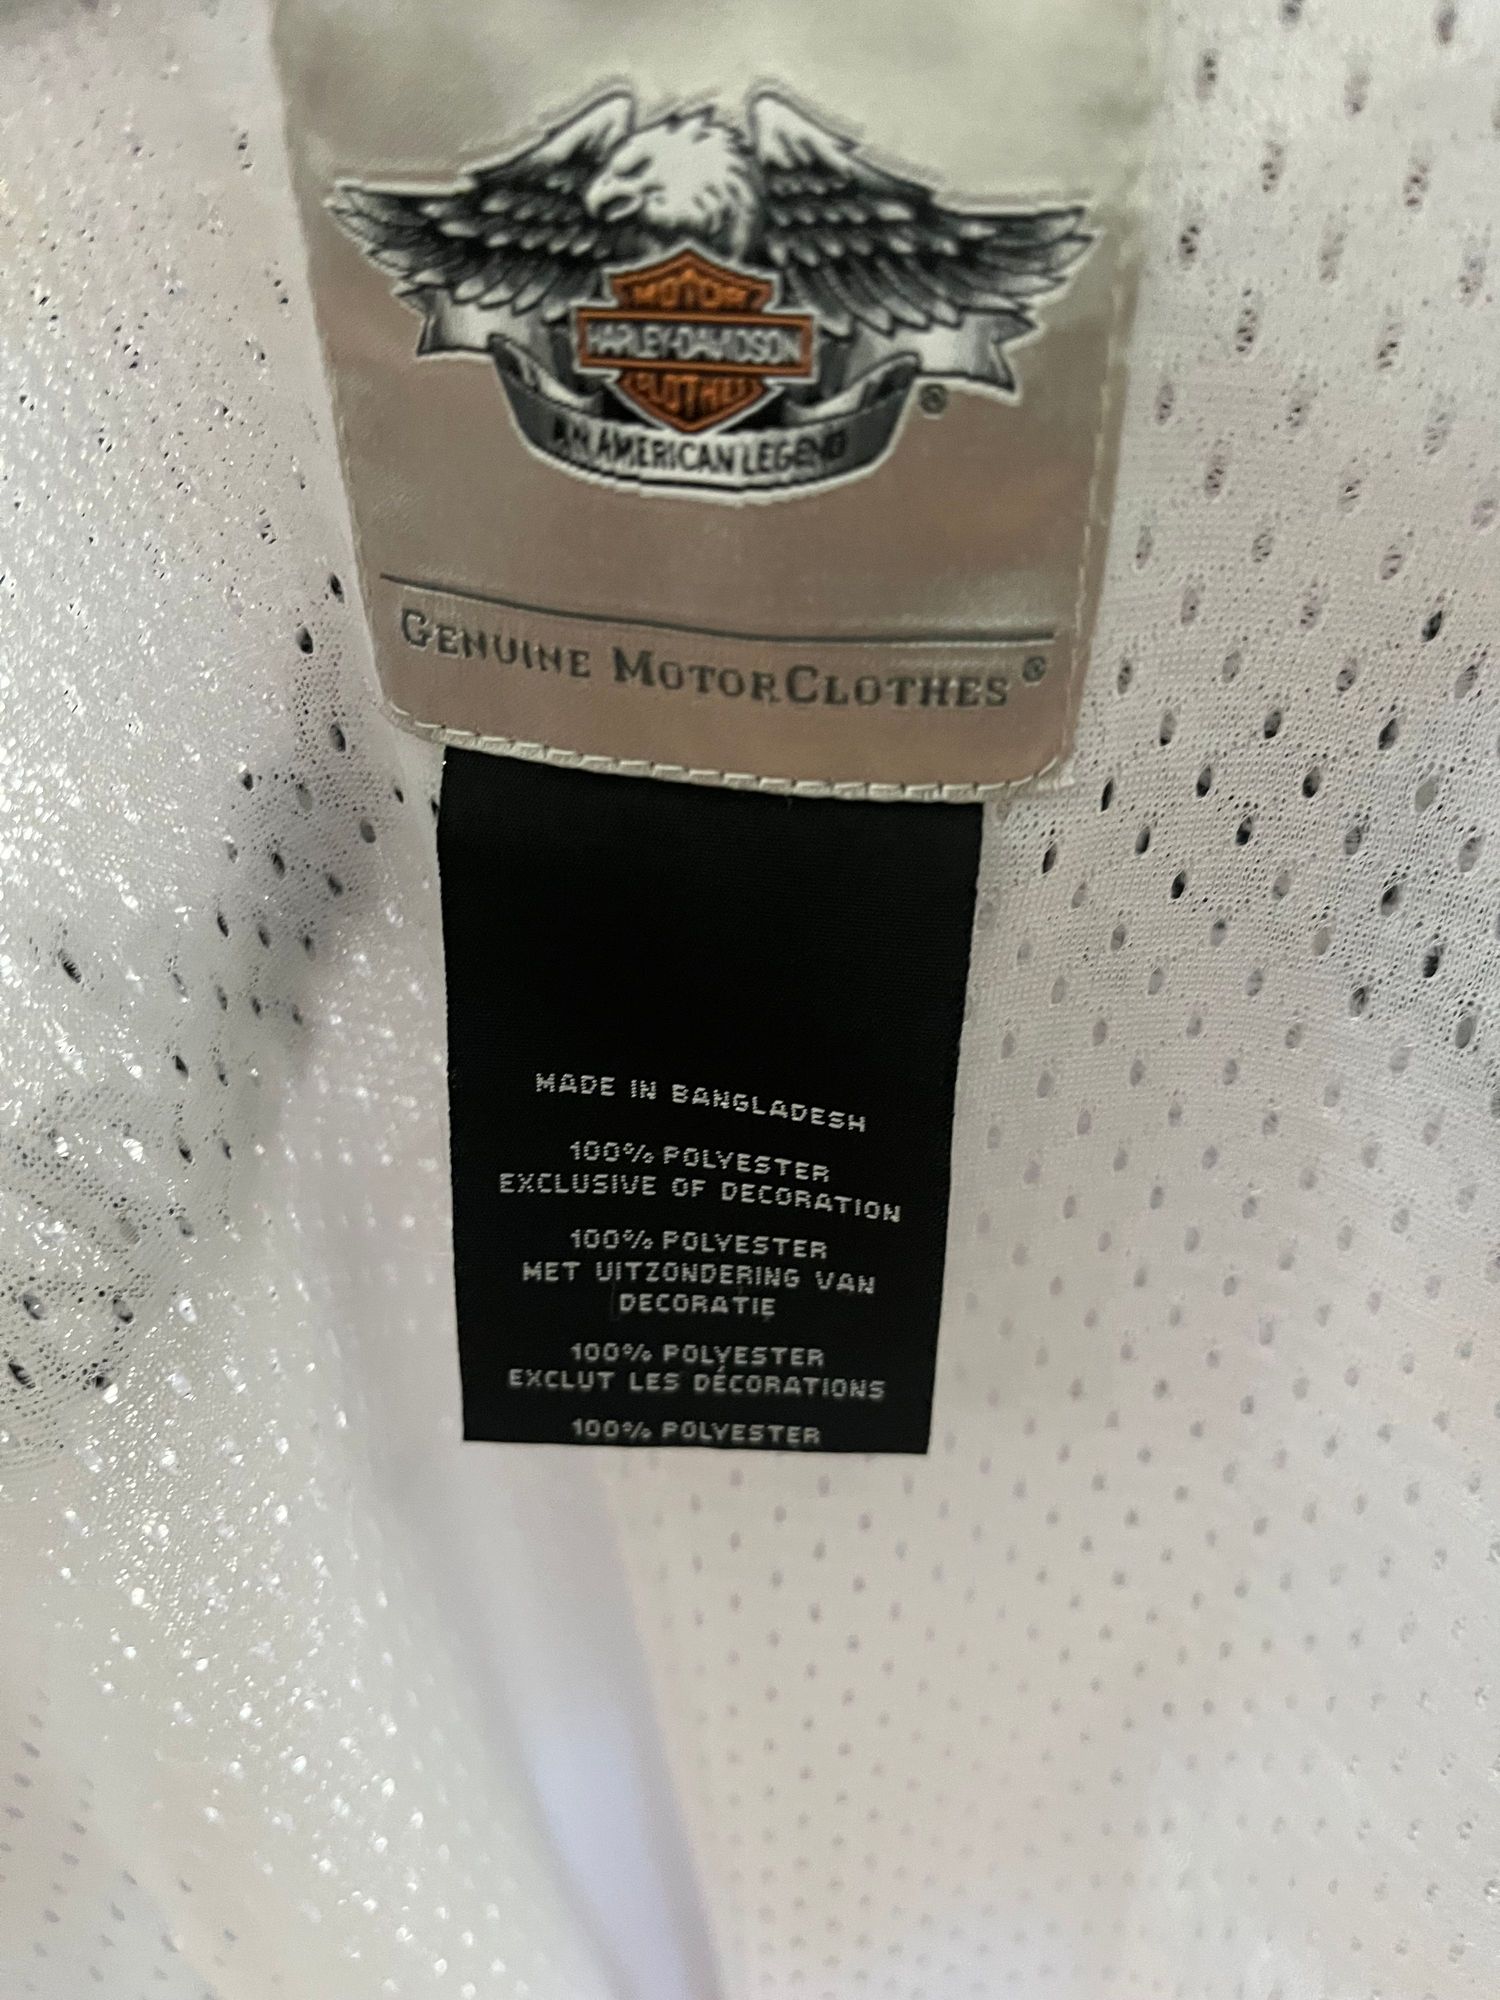 MOTOR
HARLEY-DAVIDSON
CLOTHES
AN AMERICAN LEGEND
®
GENUINE MOTORCLOTHES®
MADE IN BANGLADESH
100% POLYESTER
EXCLUSIVE OF DECORATION
100% POLYESTER
MET UITZONDERING VAN
DECORATIE
100% POLYESTER
EXCLUT LES DÉCORATIONS
100% POLYESTER